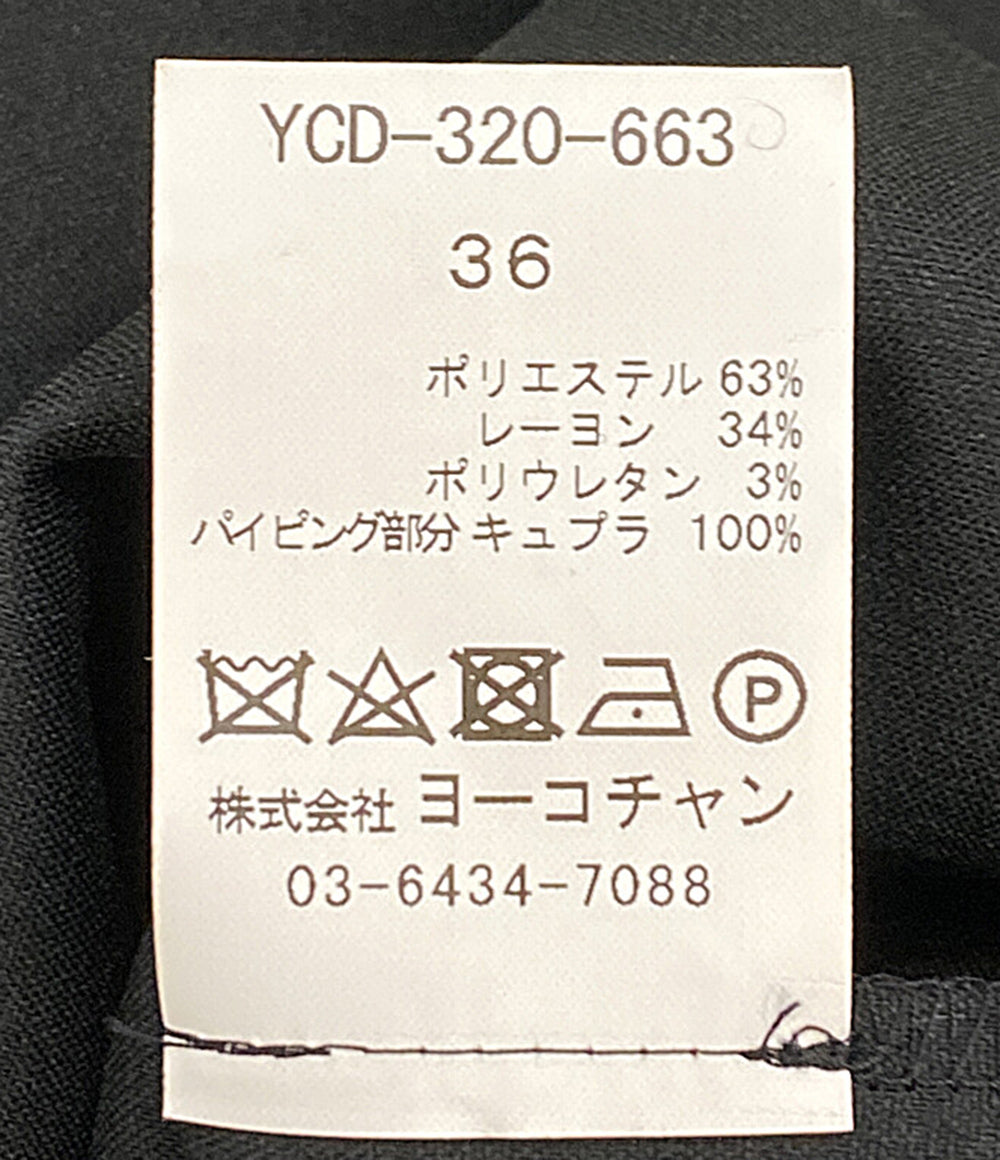 YCD-320-663
36
ポリエステル 63%
レーヨン 34%
ポリウレタン 3%
パイピング部分 キュプラ 100%
P
株式会社 ヨーコチャン
03-6434-7088